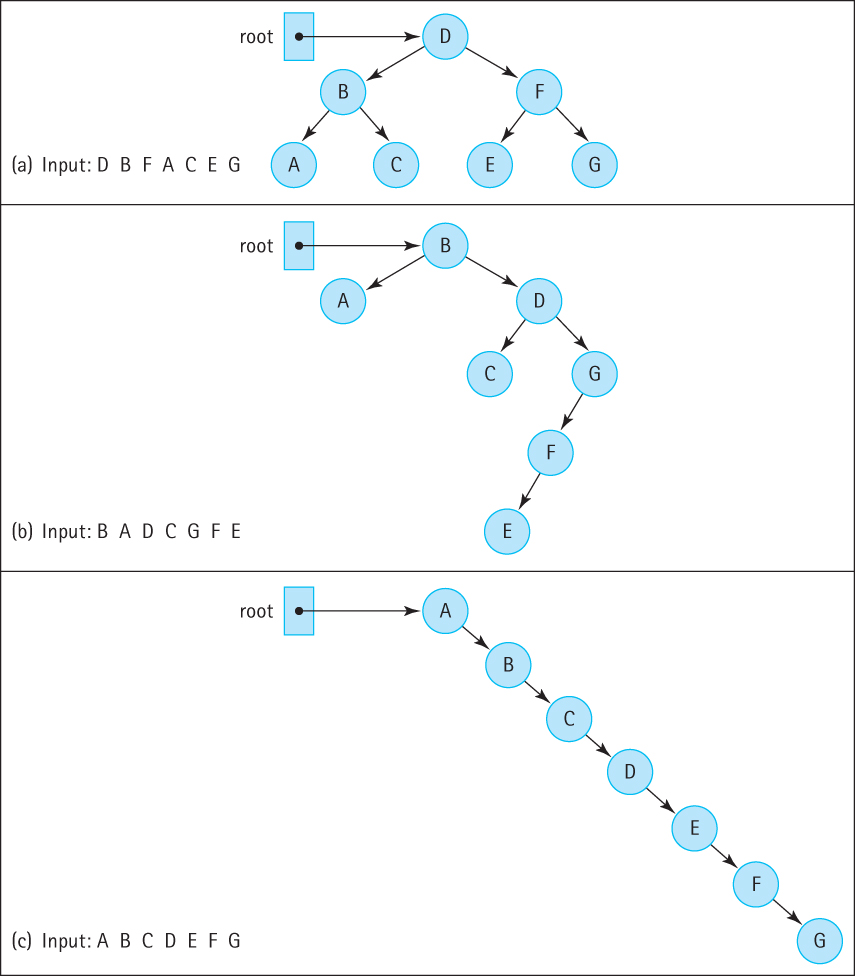 root
D
B F
A C E G
(a) Input: D B F A C E G
root
B
A D
C G
F
E
(b) Input: B A D C G F E
root
A
B
C
D
E
F
G
(c) Input: A B C D E F G